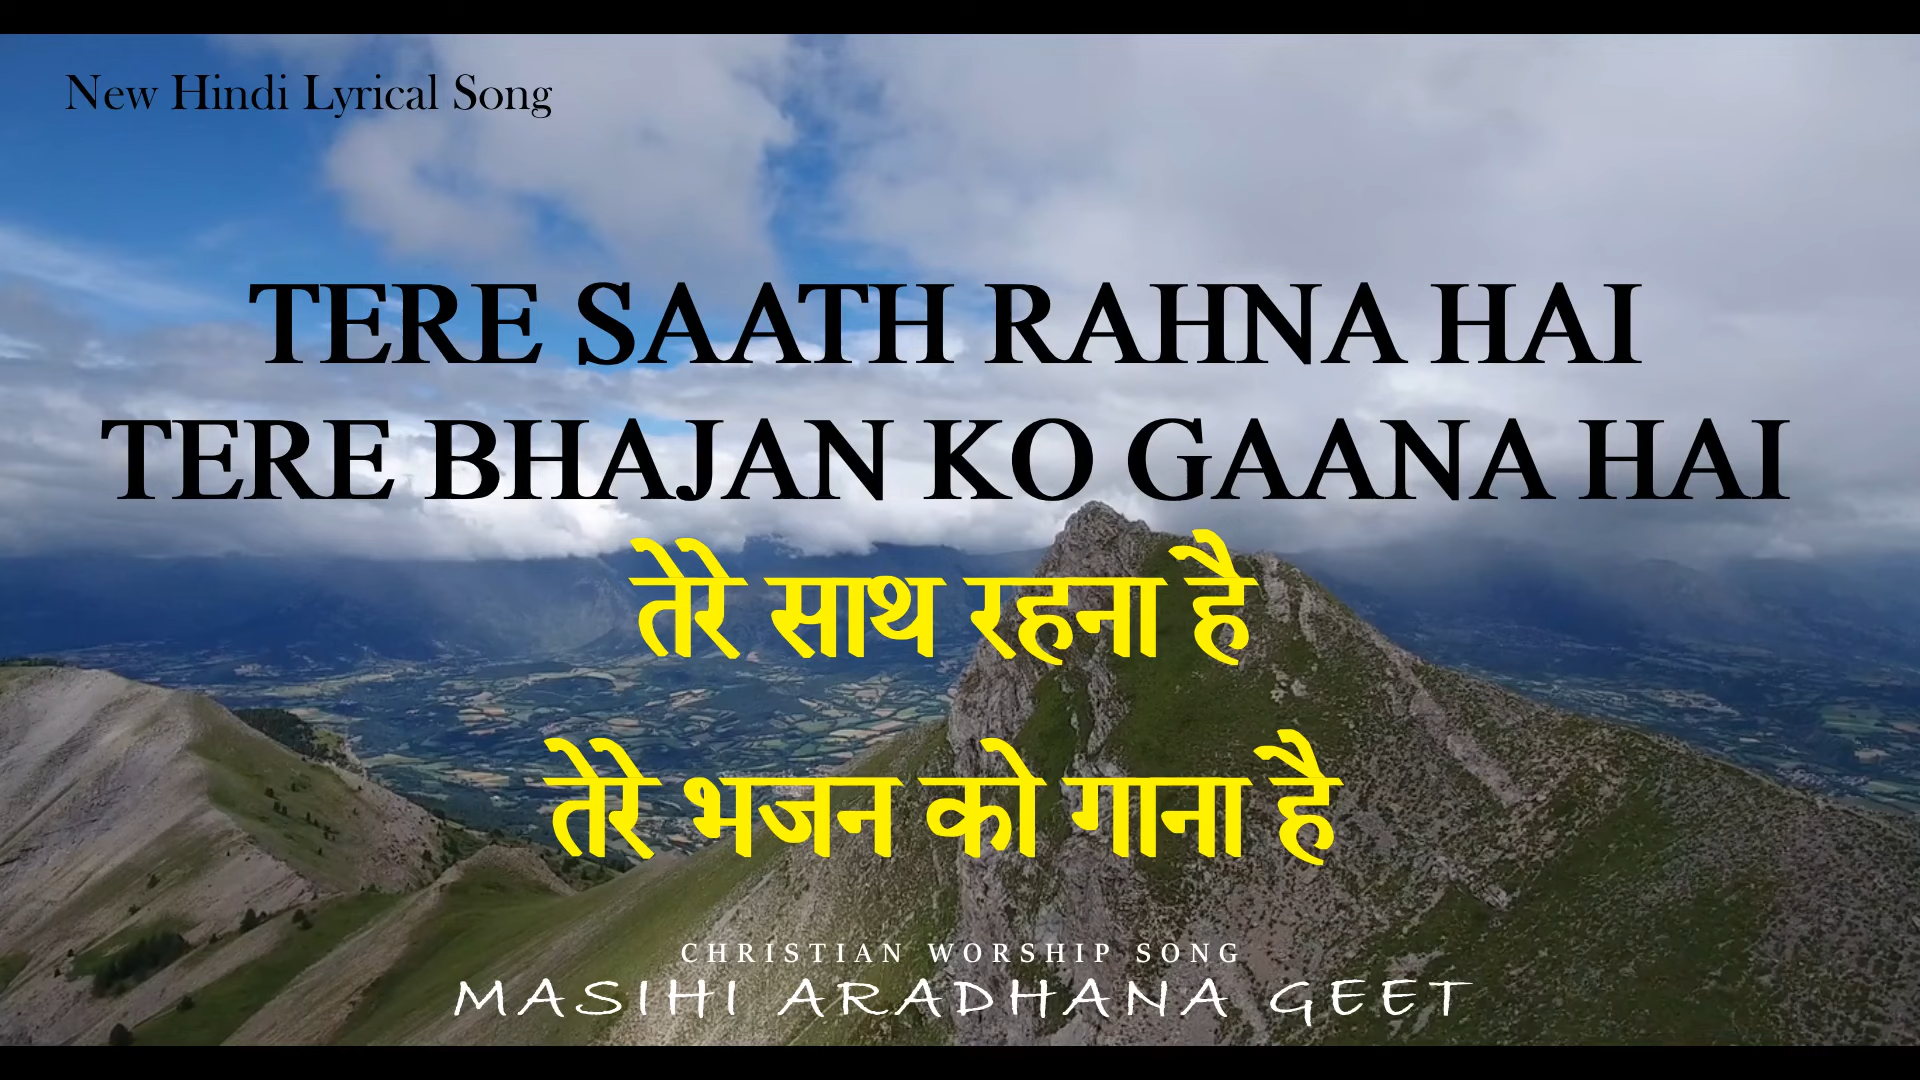 New Hindi Lyrical Song
TERE SAATH RAHNA HAI
TERE BHAJAN KO GAANA HAI
तेरे साथ रहना है
तेरे भजन को गाना है
CHRISTIAN WORSHIP SONG
MASIHI ARADHANA GEET